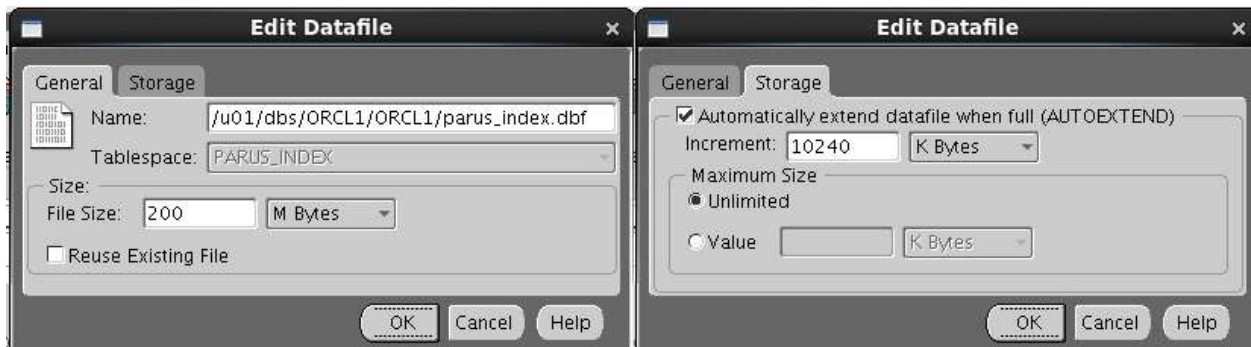 Edit Datafile
General Storage
Name: /u01/dbs/ORCL1/ORCL1/parus_index.dbf
Tablespace: PARUS_INDEX
Size:
File Size: 200 M Bytes
Reuse Existing File
OK Cancel Help
Edit Datafile
General Storage
Automatically extend datafile when full (AUTOEXTEND)
Increment: 10240 K Bytes
Maximum Size
Unlimited
Value K Bytes
OK Cancel Help